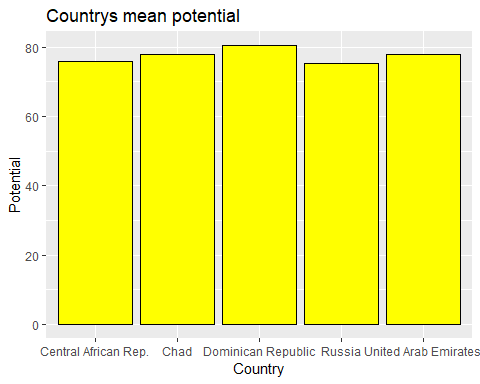 Countrys mean potential
Potential
80
60
40
20
0
Central African Rep. Chad Dominican Republic Russia United Arab Emirates
Country